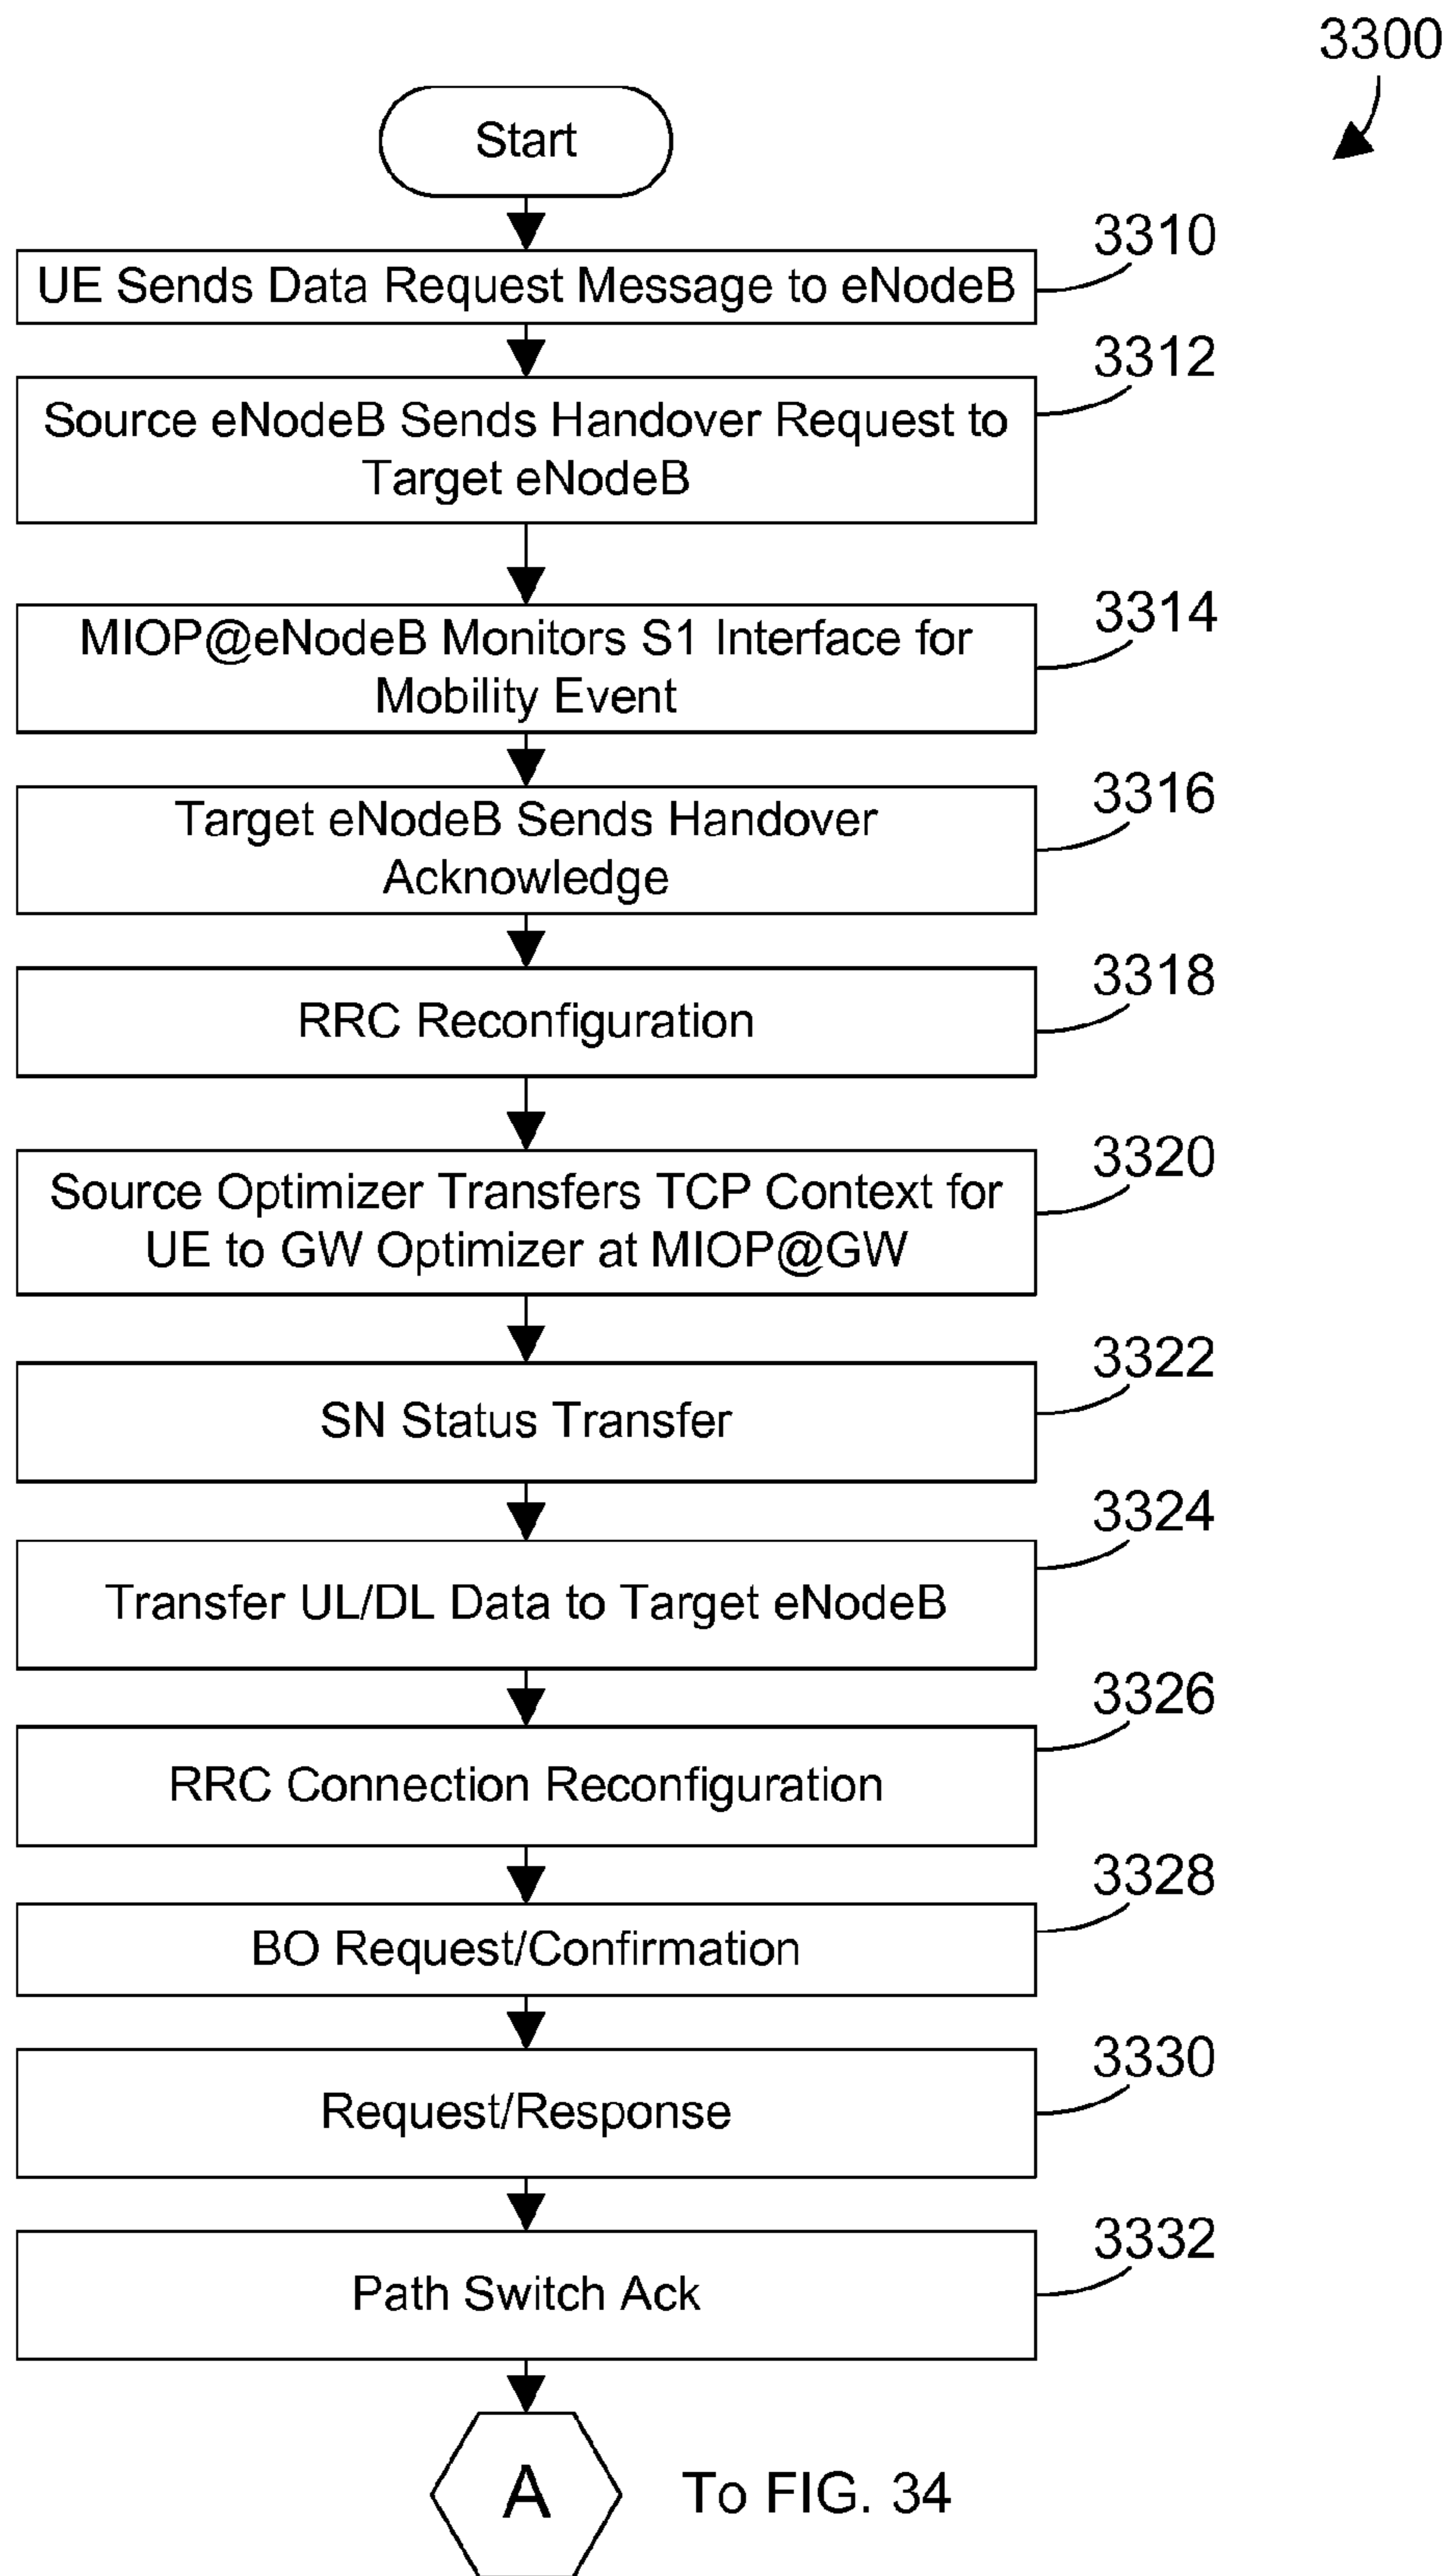 3300
Start
3310
UE Sends Data Request Message to eNodeB
3312
Source eNodeB Sends Handover Request to
Target eNodeB
3314
MIOP@eNodeB Monitors S1 Interface for
Mobility Event
3316
Target eNodeB Sends Handover
Acknowledge
3318
RRC Reconfiguration
3320
Source Optimizer Transfers TCP Context for
UE to GW Optimizer at MIOP@GW
3322
SN Status Transfer
3324
Transfer UL/DL Data to Target eNodeB
3326
RRC Connection Reconfiguration
3328
BO Request/Confirmation
3330
Request/Response
3332
Path Switch Ack
A
To FIG. 34